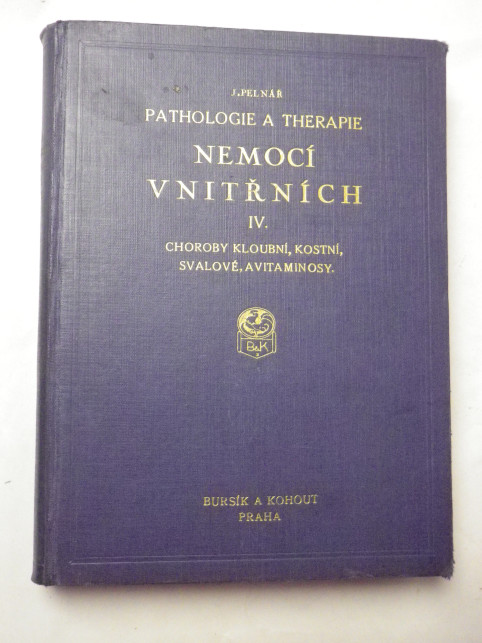 J. PELNÁŘ
PATHOLOGIE A THERAPIE
NEMOCÍ
VNITŘNÍCH
IV.
CHOROBY KLOUBNÍ, KOSTNÍ,
SVALOVÉ, AVITAMINOSY.
B&K
BURSÍK A KOHOUT
PRAHA